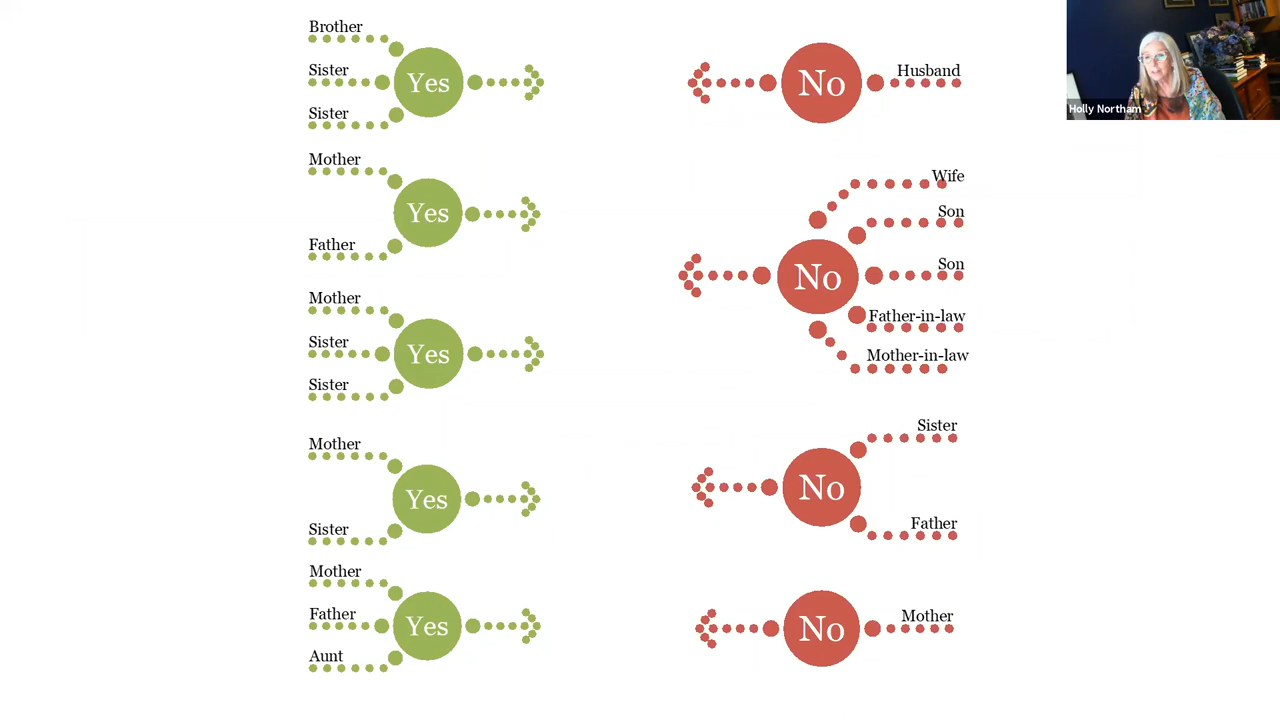 Brother
Sister
Sister
Yes
Mother
Father
Yes
Mother
Sister
Sister
Yes
Mother
Sister
Yes
Mother
Father
Aunt
Yes
No
Husband
Wife
Son
Son
Father-in-law
Mother-in-law
No
Sister
Father
No
Mother
No
Holly Northam